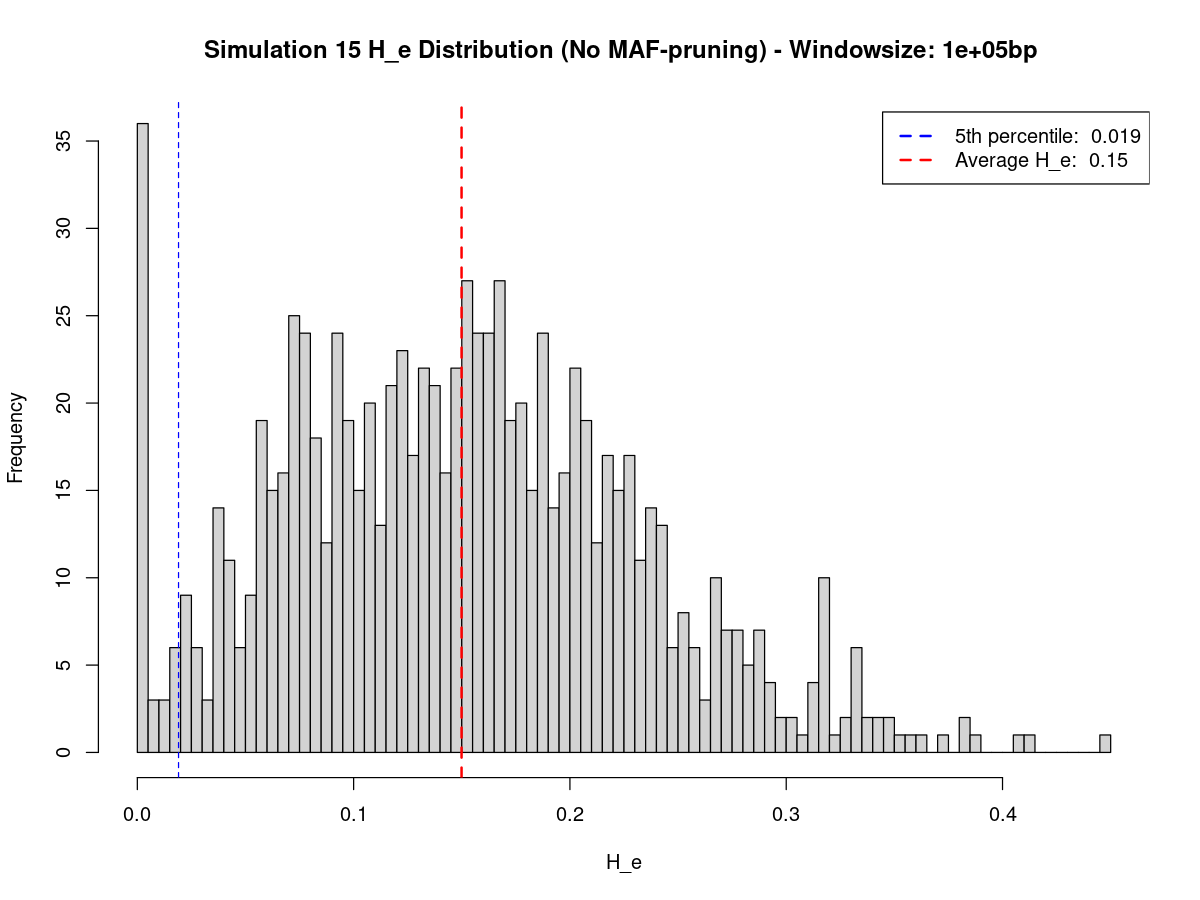 Simulation 15 H_e Distribution (No MAF-pruning) - Windowsize: 1e+05bp
5th percentile: 0.019
Average H_e: 0.15
Frequency
35
30
25
20
15
10
5
0
0.0 0.1 0.2 0.3 0.4
H_e